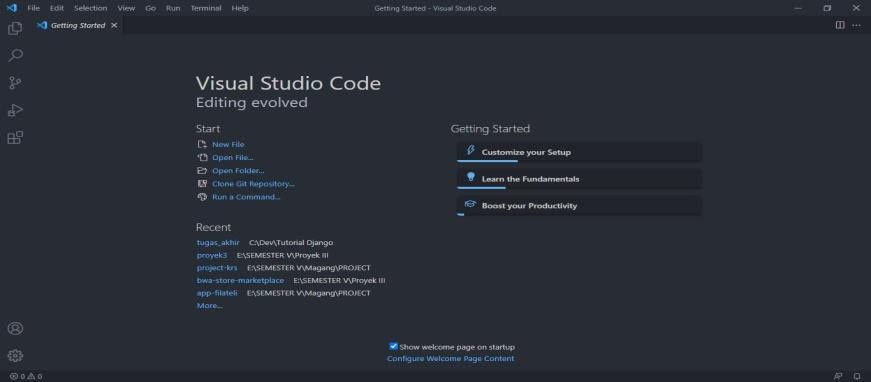 File Edit Selection View Go Run Terminal Help
Getting Started - Visual Studio Code
Getting Started
Visual Studio Code
Editing evolved
Start
New File
Open File...
Open Folder...
Clone Git Repository...
Run a Command...
Recent
tugas_akhir C:\Dev\Tutorial Django
proyek3 E:\SEMESTER V\Proyek III
project-krs E:\SEMESTER V\Magang\PROJECT
bwa-store-marketplace E:\SEMESTER V\Proyek III
app-filateli E:\SEMESTER V\Magang\PROJECT
More...
Getting Started
Customize your Setup
Learn the Fundamentals
Boost your Productivity
Show welcome page on startup
Configure Welcome Page Content
0 0